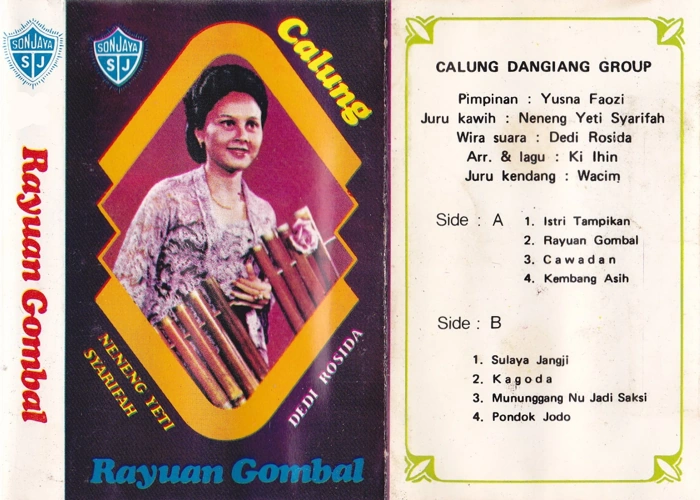 SONJAYA
SJ
Rayuan Gombal
SONJAYA
SJ
Calung
NENENG YETI
SYARIFAH
DEDI ROSIDA
Rayuan Gombal
CALUNG DANGIANG GROUP
Pimpinan : Yusna Faozi
Juru kawih : Neneng Yeti Syarifah
Wira suara : Dedi Rosida
Arr. & lagu : Ki Ihin
Juru kendang : Wacim
Side : A
1. Istri Tampikan
2. Rayuan Gombal
3. Cawadan
4. Kembang Asih
Side : B
1. Sulaya Jangji
2. Kagoda
3. Mununggang Nu Jadi Saksi
4. Pondok Jodo